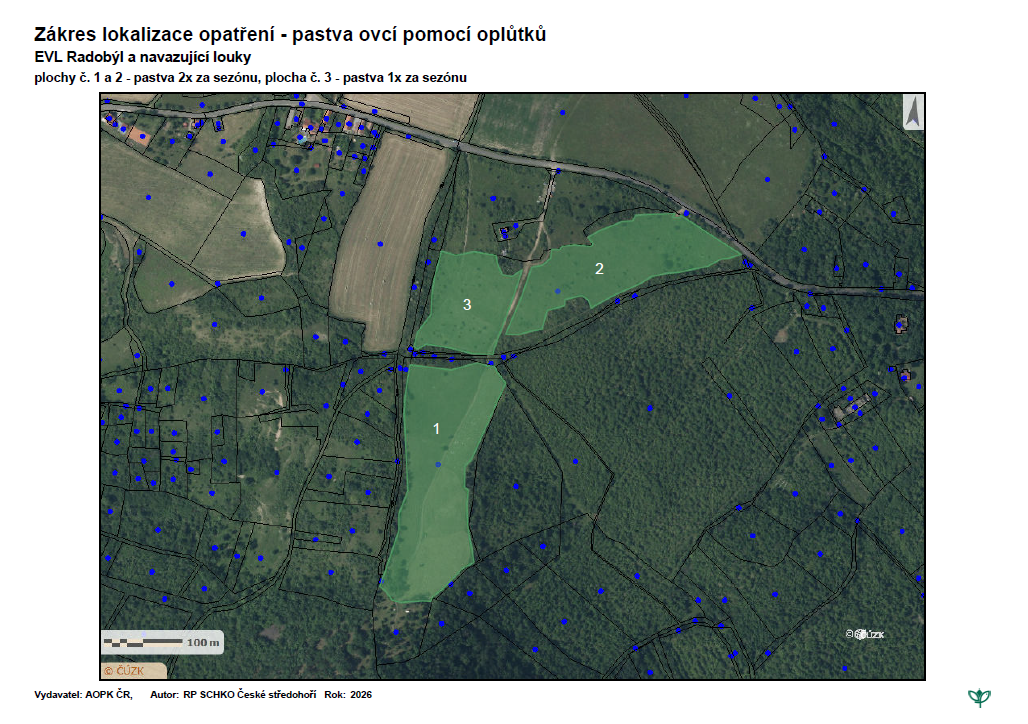 Zákres lokalizace opatření - pastva ovcí pomocí oplůtků
EVL Radobýl a navazující louky
plochy č. 1 a 2 - pastva 2x za sezónu, plocha č. 3 - pastva 1x za sezónu
2
3
1
100 m
© ČÚZK
© ČÚZK
Vydavatel: AOPK ČR, Autor: RP SCHKO České středohoří Rok: 2026